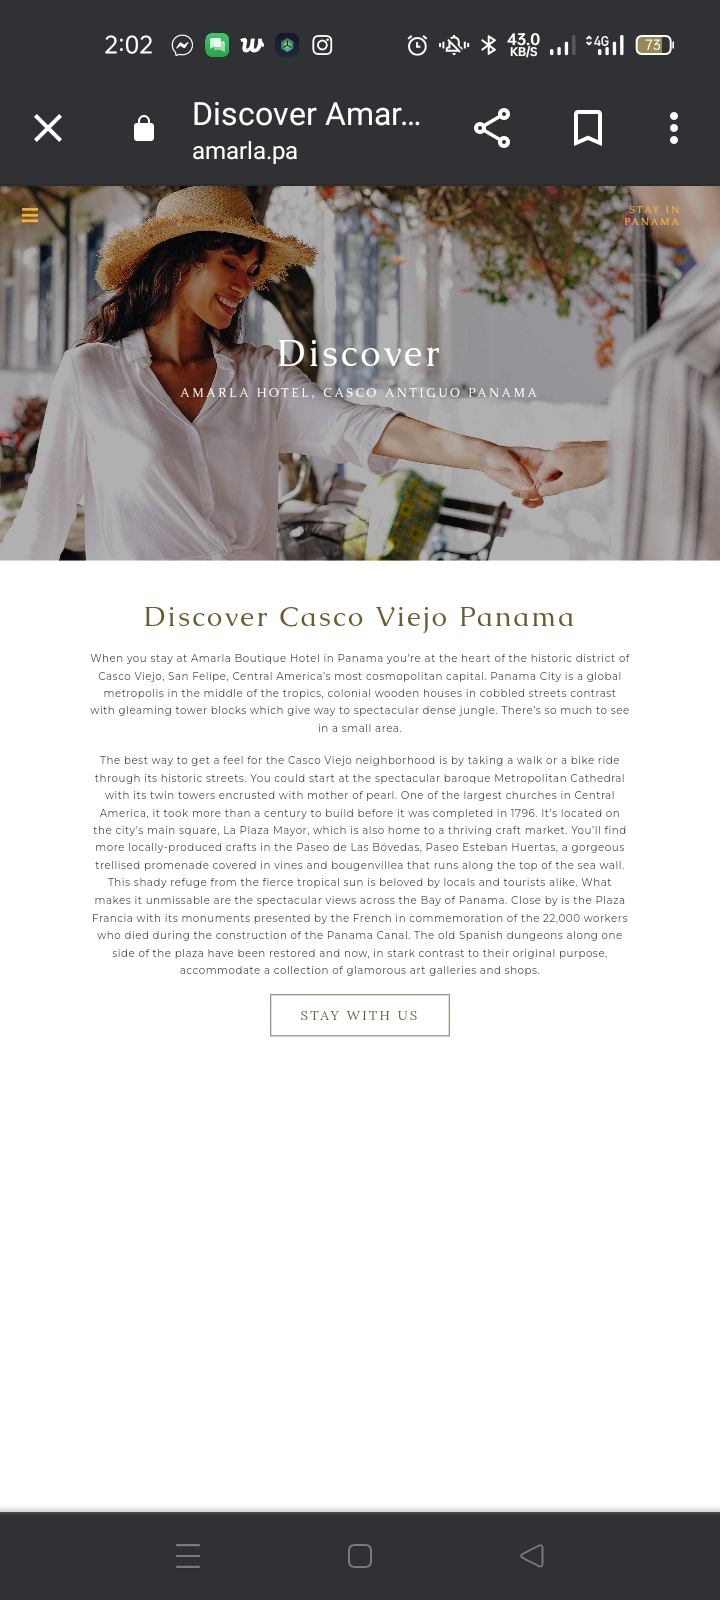 2:02
43.0
KB/S
4G
73
Discover Amar...
amarla.pa
STAY IN
PANAMA
Discover
AMARLA HOTEL, CASCO ANTIGUO PANAMA
Discover Casco Viejo Panama
When you stay at Amarla Boutique Hotel in Panama you're at the heart of the historic district of
Casco Viejo, San Felipe, Central America's most cosmopolitan capital. Panama City is a global
metropolis in the middle of the tropics, colonial wooden houses in cobbled streets contrast
with gleaming tower blocks which give way to spectacular dense jungle. There's so much to see
in a small area.
The best way to get a feel for the Casco Viejo neighborhood is by taking a walk or a bike ride
through its historic streets. You could start at the spectacular baroque Metropolitan Cathedral
with its twin towers encrusted with mother of pearl. One of the largest churches in Central
America, it took more than a century to build before it was completed in 1796. It's located on
the city's main square, La Plaza Mayor, which is also home to a thriving craft market. You'll find
more locally-produced crafts in the Paseo de Las Bóvedas, Paseo Esteban Huertas, a gorgeous
trellised promenade covered in vines and bougenvillea that runs along the top of the sea wall.
This shady refuge from the fierce tropical sun is beloved by locals and tourists alike. What
makes it unmissable are the spectacular views across the Bay of Panama. Close by is the Plaza
Francia with its monuments presented by the French in commemoration of the 22,000 workers
who died during the construction of the Panama Canal. The old Spanish dungeons along one
side of the plaza have been restored and now, in stark contrast to their original purpose,
accommodate a collection of glamorous art galleries and shops.
STAY WITH US